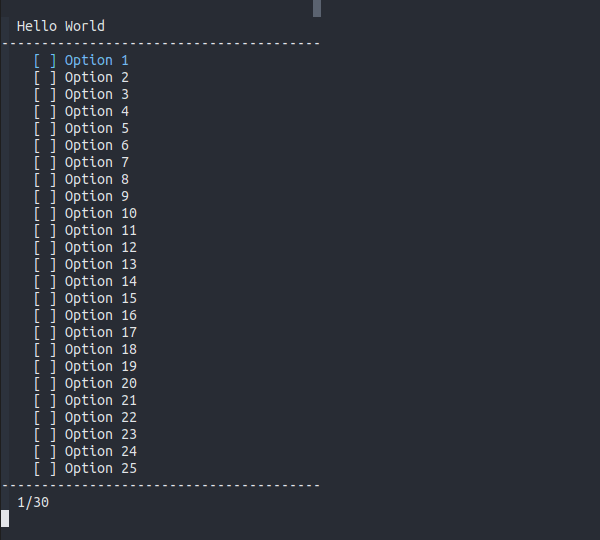 Hello World
----------------------------------------
[ ] Option 1
[ ] Option 2
[ ] Option 3
[ ] Option 4
[ ] Option 5
[ ] Option 6
[ ] Option 7
[ ] Option 8
[ ] Option 9
[ ] Option 10
[ ] Option 11
[ ] Option 12
[ ] Option 13
[ ] Option 14
[ ] Option 15
[ ] Option 16
[ ] Option 17
[ ] Option 18
[ ] Option 19
[ ] Option 20
[ ] Option 21
[ ] Option 22
[ ] Option 23
[ ] Option 24
[ ] Option 25
----------------------------------------
1/30